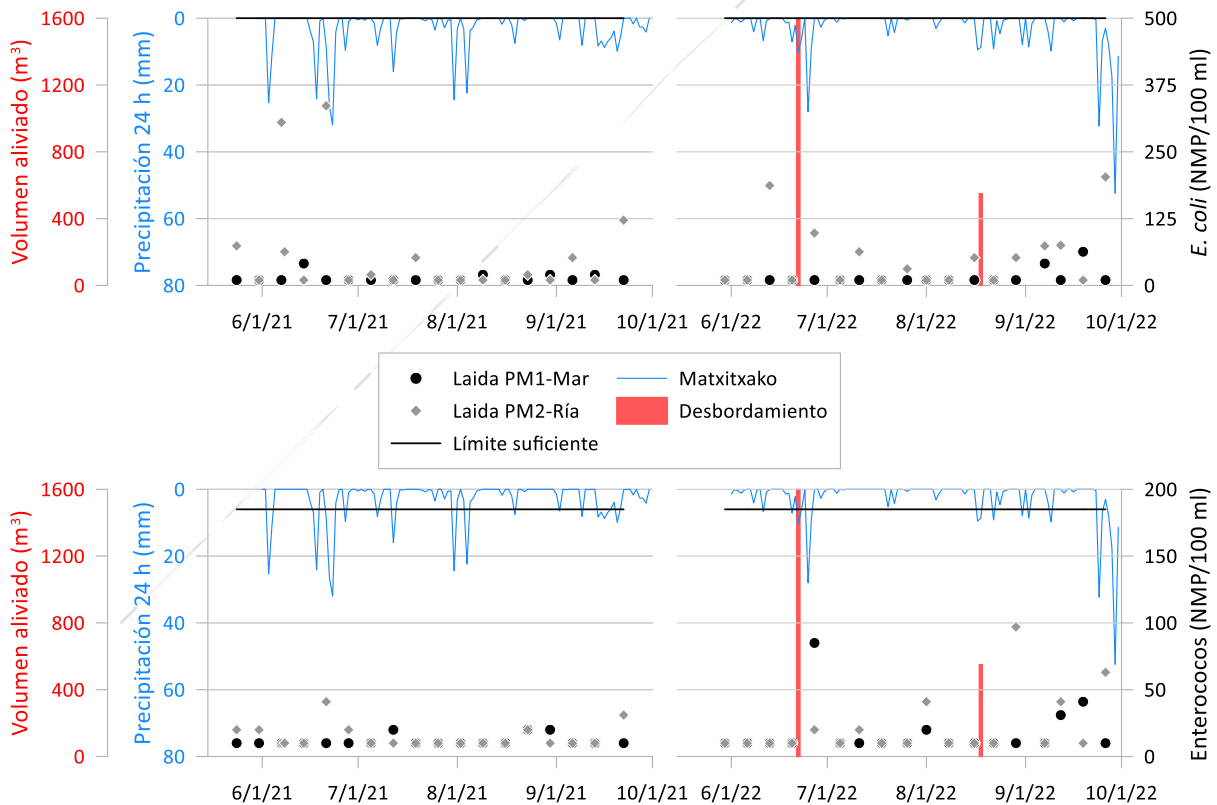 1600
1200
800
400
0
Volumen aliviado (m³)
0
20
40
60
80
Precipitación 24 h (mm)
500
375
250
125
0
E. coli (NMP/100 ml)
6/1/21 7/1/21 8/1/21 9/1/21 10/1/21 6/1/22 7/1/22 8/1/22 9/1/22 10/1/22
Laida PM1-Mar Matxitxako
Laida PM2-Ría Desbordamiento
Límite suficiente
1600
1200
800
400
0
Volumen aliviado (m³)
0
20
40
60
80
Precipitación 24 h (mm)
200
150
100
50
0
Enterococos (NMP/100 ml)
6/1/21 7/1/21 8/1/21 9/1/21 10/1/21 6/1/22 7/1/22 8/1/22 9/1/22 10/1/22